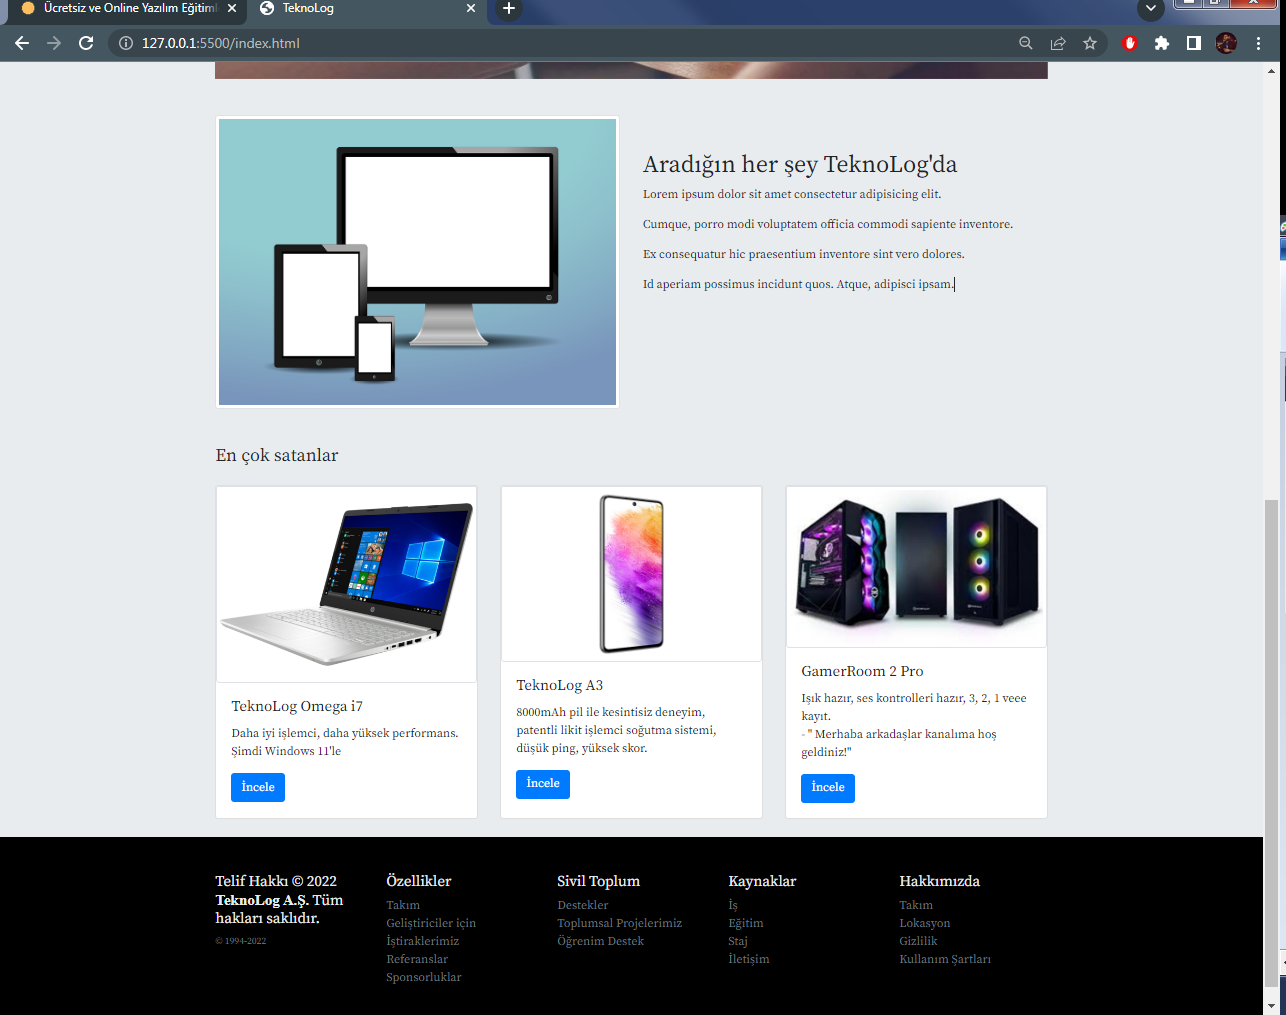 Ücretsiz ve Online Yazılım Eğitiml
TeknoLog
127.0.0.1:5500/index.html
Aradığın her şey TeknoLog'da
Lorem ipsum dolor sit amet consectetur adipisicing elit.
Cumque, porro modi voluptatem officia commodi sapiente inventore.
Ex consequatur hic praesentium inventore sint vero dolores.
Id aperiam possimus incidunt quos. Atque, adipisci ipsam.
En çok satanlar
TeknoLog Omega i7
Daha iyi işlemci, daha yüksek performans.
Şimdi Windows 11'le
İncele
TeknoLog A3
8000mAh pil ile kesintisiz deneyim,
patentli likit işlemci soğutma sistemi,
düşük ping, yüksek skor.
İncele
GamerRoom 2 Pro
Işık hazır, ses kontrolleri hazır, 3, 2, 1 veee
kayıt.
- " Merhaba arkadaşlar kanalıma hoş
geldiniz!"
İncele
Telif Hakkı © 2022
TeknoLog A.Ş. Tüm
hakları saklıdır.
© 1994-2022
Özellikler
Takım
Geliştiriciler için
İştiraklerimiz
Referanslar
Sponsorluklar
Sivil Toplum
Destekler
Toplumsal Projelerimiz
Öğrenim Destek
Kaynaklar
İş
Eğitim
Staj
İletişim
Hakkımızda
Takım
Lokasyon
Gizlilik
Kullanım Şartları